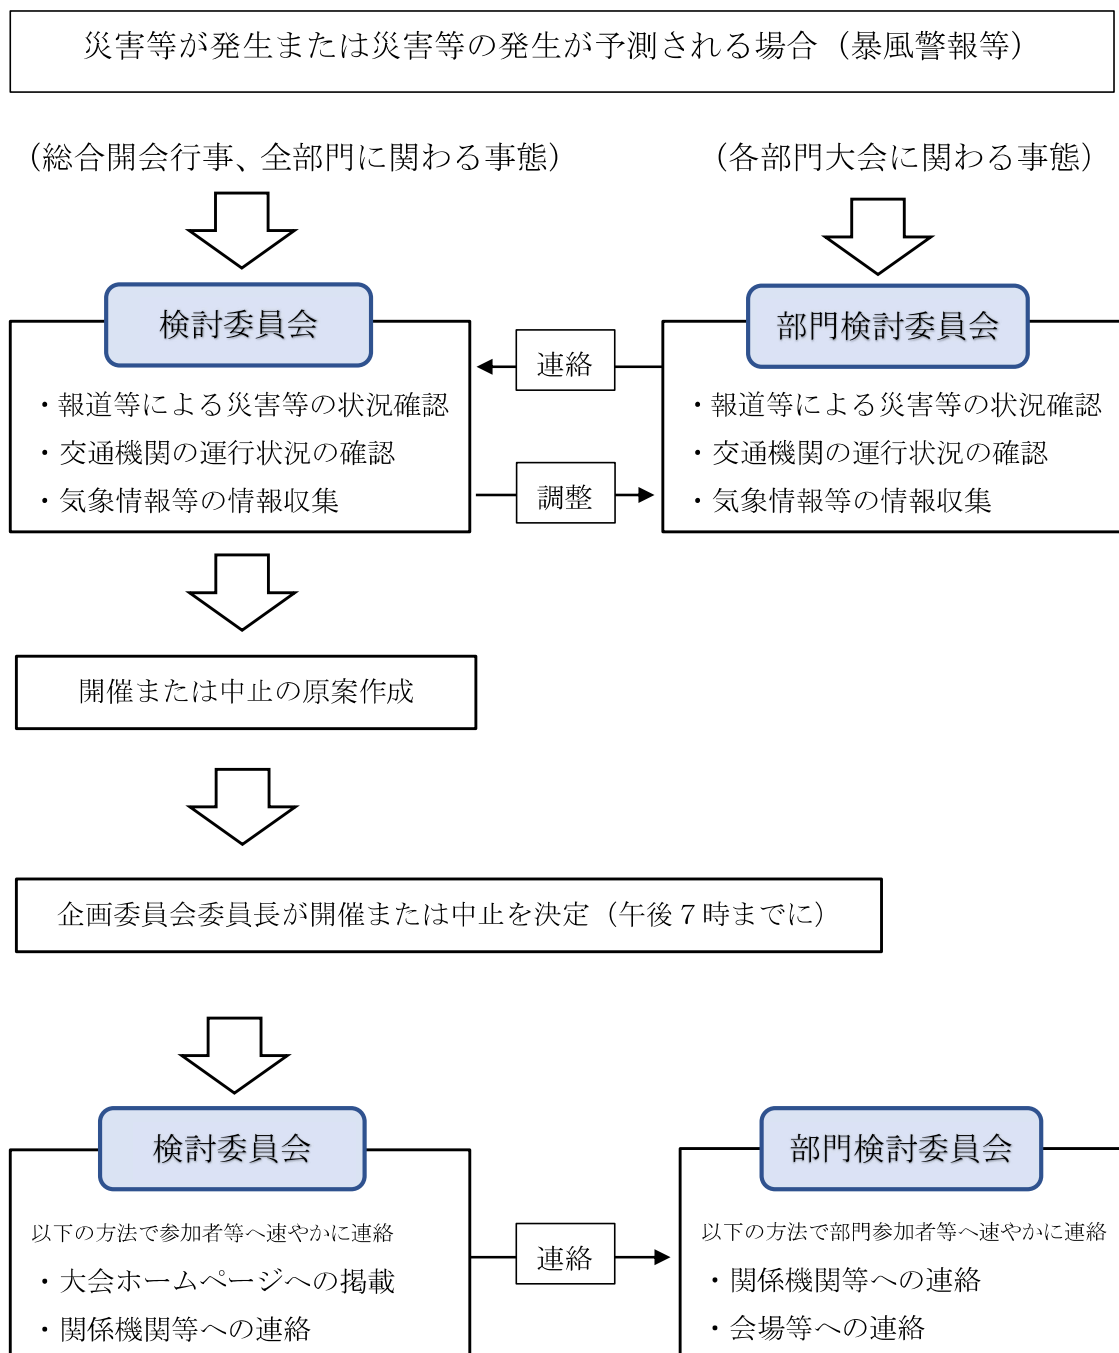 災害等が発生または災害等の発生が予測される場合（暴風警報等）
（総合開会行事、全部門に関わる事態）
（各部門大会に関わる事態）
検討委員会
・報道等による災害等の状況確認
・交通機関の運行状況の確認
・気象情報等の情報収集
連絡
調整
部門検討委員会
・報道等による災害等の状況確認
・交通機関の運行状況の確認
・気象情報等の情報収集
開催または中止の原案作成
企画委員会委員長が開催または中止を決定（午後７時までに）
検討委員会
以下の方法で参加者等へ速やかに連絡
・大会ホームページへの掲載
・関係機関等への連絡
連絡
部門検討委員会
以下の方法で部門参加者等へ速やかに連絡
・関係機関等への連絡
・会場等への連絡